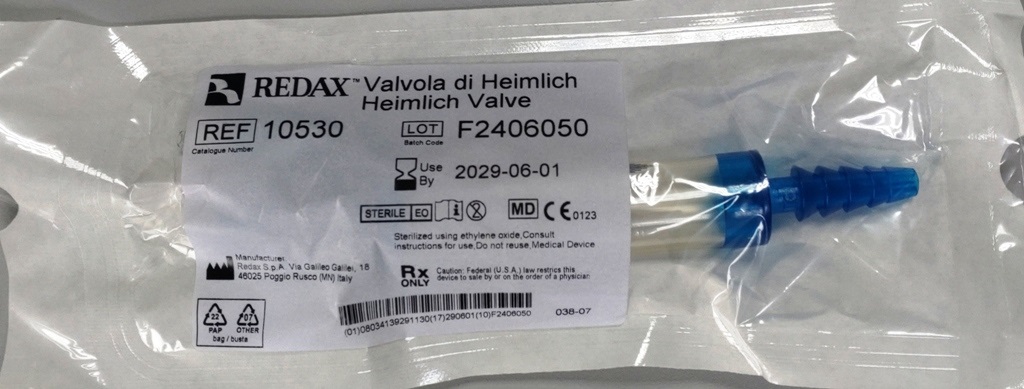 REDAX™ Valvola di Heimlich
Heimlich Valve
REF 10530
Catalogue Number
LOT F2406050
Batch Code
Use By 2029-06-01
STERILE EO MD CE 0123
Sterilized using ethylene oxide,Consult
instructions for use,Do not reuse,Medical Device
Manufacturer
Redax S.p.A. Via Galileo Galilei, 18
46025 Poggio Rusco (MN) Italy
Rx ONLY
Caution: Federal (U.S.A.) law restricts this
device to sale by or on the order of a physician
22 PAP
07 OTHER
bag / busta
(01)08034139291130(17)290601(10)F2406050
038-07